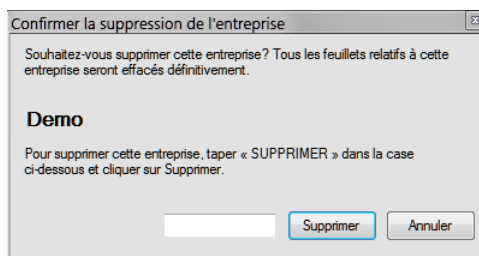 Confirmer la suppression de l'entreprise
Souhaitez-vous supprimer cette entreprise? Tous les feuillets relatifs à cette
entreprise seront effacés définitivement.
Demo
Pour supprimer cette entreprise, taper « SUPPRIMER » dans la case
ci-dessous et cliquer sur Supprimer.
Supprimer Annuler